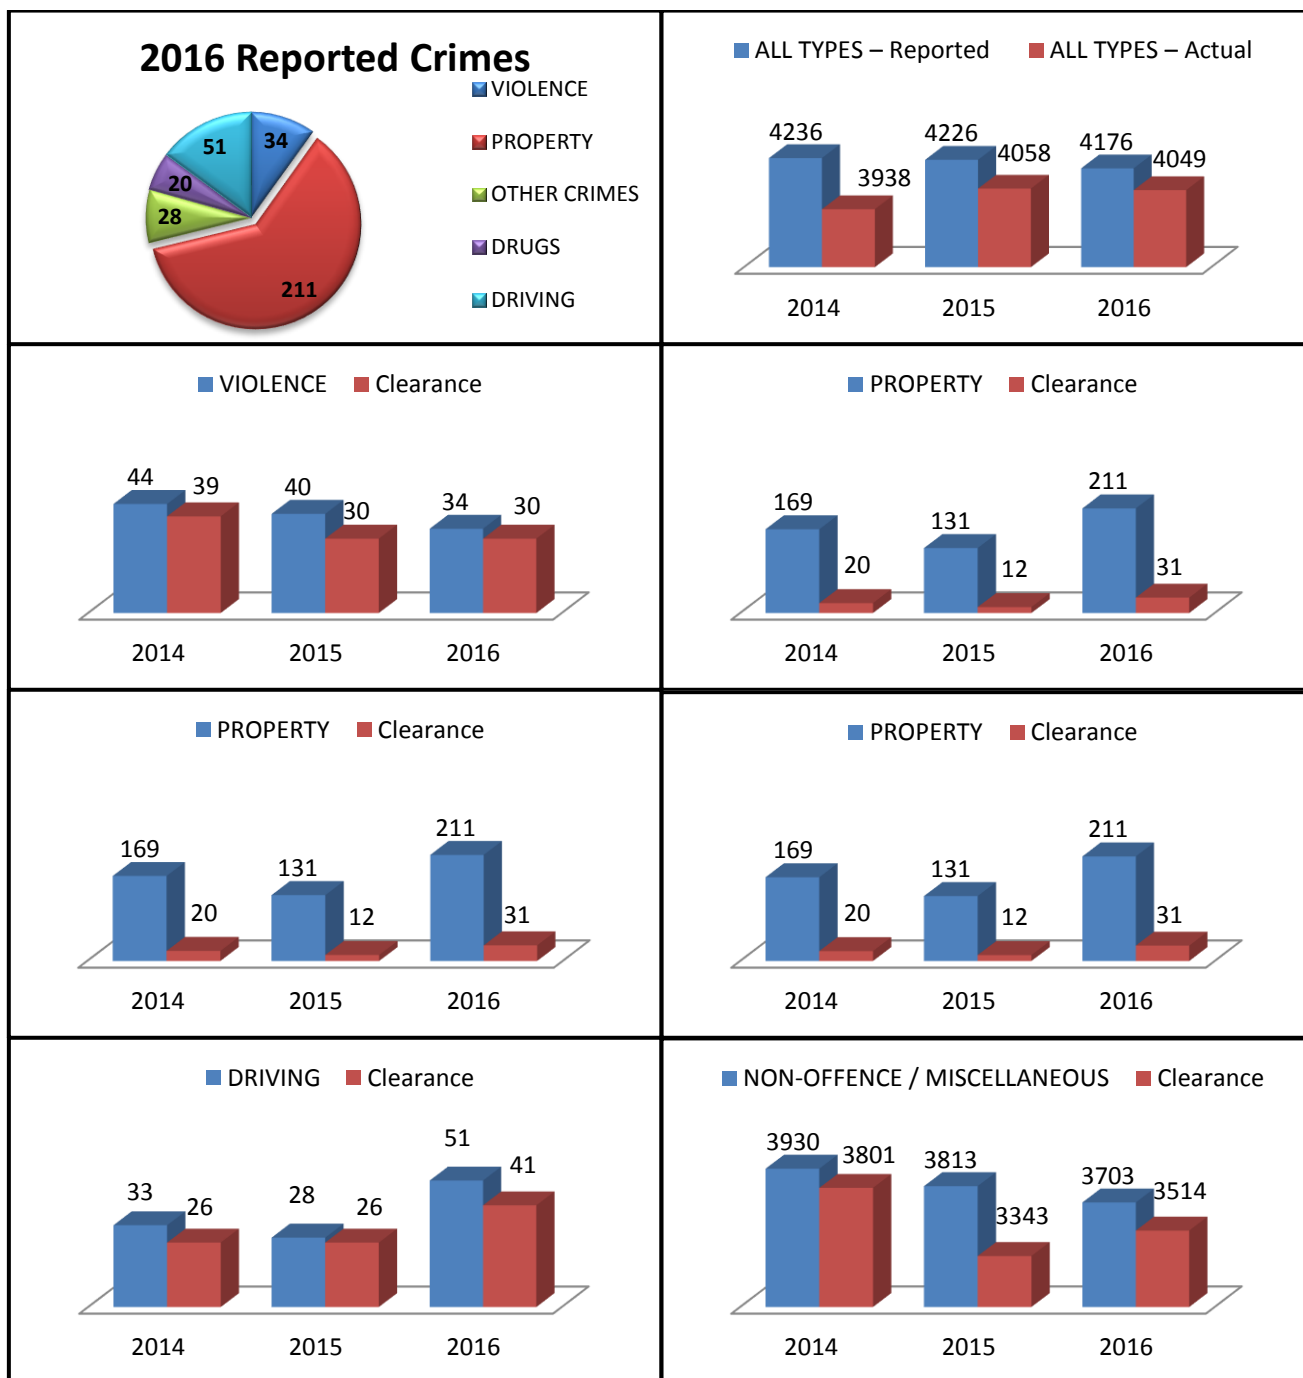 2016 Reported Crimes
VIOLENCE
PROPERTY
OTHER CRIMES
DRUGS
DRIVING
34
211
28
20
51
ALL TYPES – Reported ALL TYPES – Actual
4236 3938 4226 4058 4176 4049
2014 2015 2016
VIOLENCE Clearance
44 39 40 30 34 30
2014 2015 2016
PROPERTY Clearance
169 20 131 12 211 31
2014 2015 2016
PROPERTY Clearance
169 20 131 12 211 31
2014 2015 2016
PROPERTY Clearance
169 20 131 12 211 31
2014 2015 2016
DRIVING Clearance
33 26 28 26 51 41
2014 2015 2016
NON-OFFENCE / MISCELLANEOUS Clearance
3930 3801 3813 3343 3703 3514
2014 2015 2016